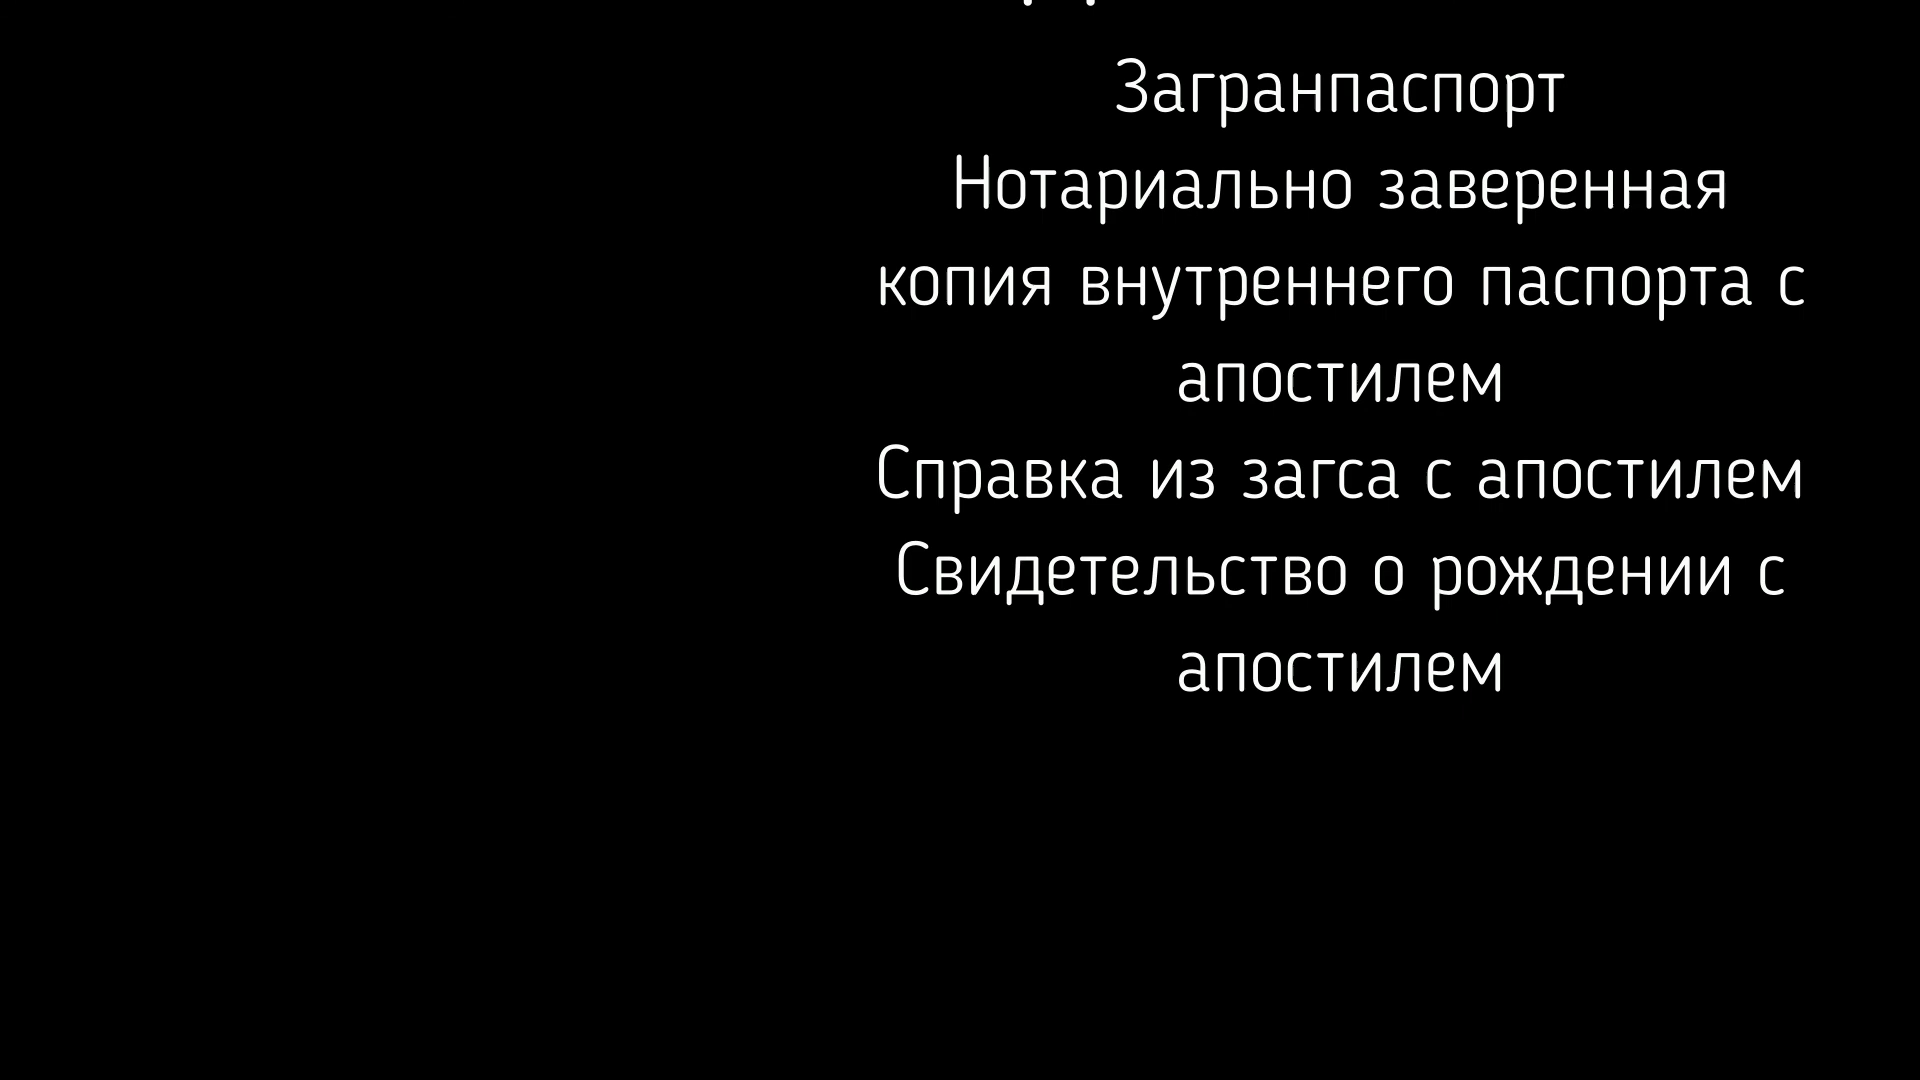 Загранпаспорт
Нотариально заверенная
копия внутреннего паспорта с
апостилем
Справка из загса с апостилем
Свидетельство о рождении с
апостилем